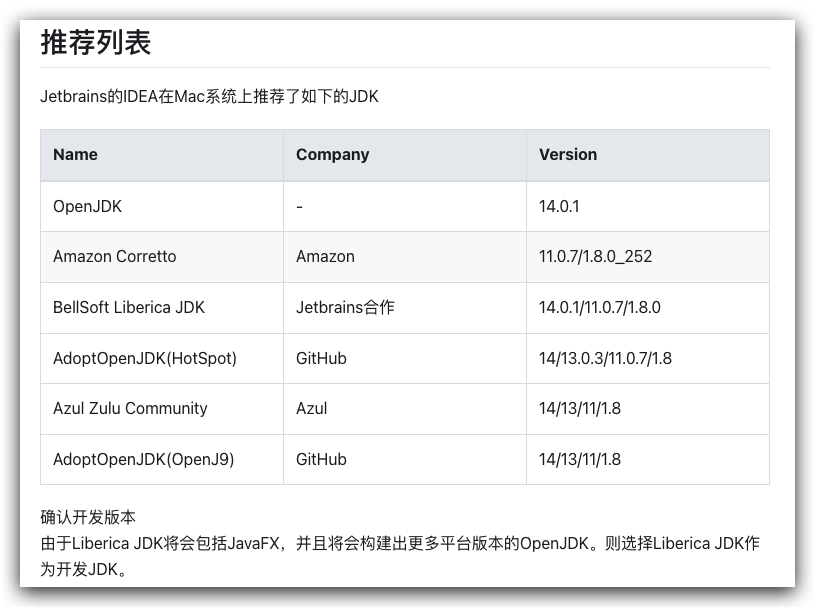 推荐列表
Jetbrains的IDEA在Mac系统上推荐了如下的JDK
Name Company Version
OpenJDK - 14.0.1
Amazon Corretto Amazon 11.0.7/1.8.0_252
BellSoft Liberica JDK Jetbrains合作 14.0.1/11.0.7/1.8.0
AdoptOpenJDK(HotSpot) GitHub 14/13.0.3/11.0.7/1.8
Azul Zulu Community Azul 14/13/11/1.8
AdoptOpenJDK(OpenJ9) GitHub 14/13/11/1.8
确认开发版本
由于Liberica JDK将会包括JavaFX，并且将会构建出更多平台版本的OpenJDK。则选择Liberica JDK作
为开发JDK。